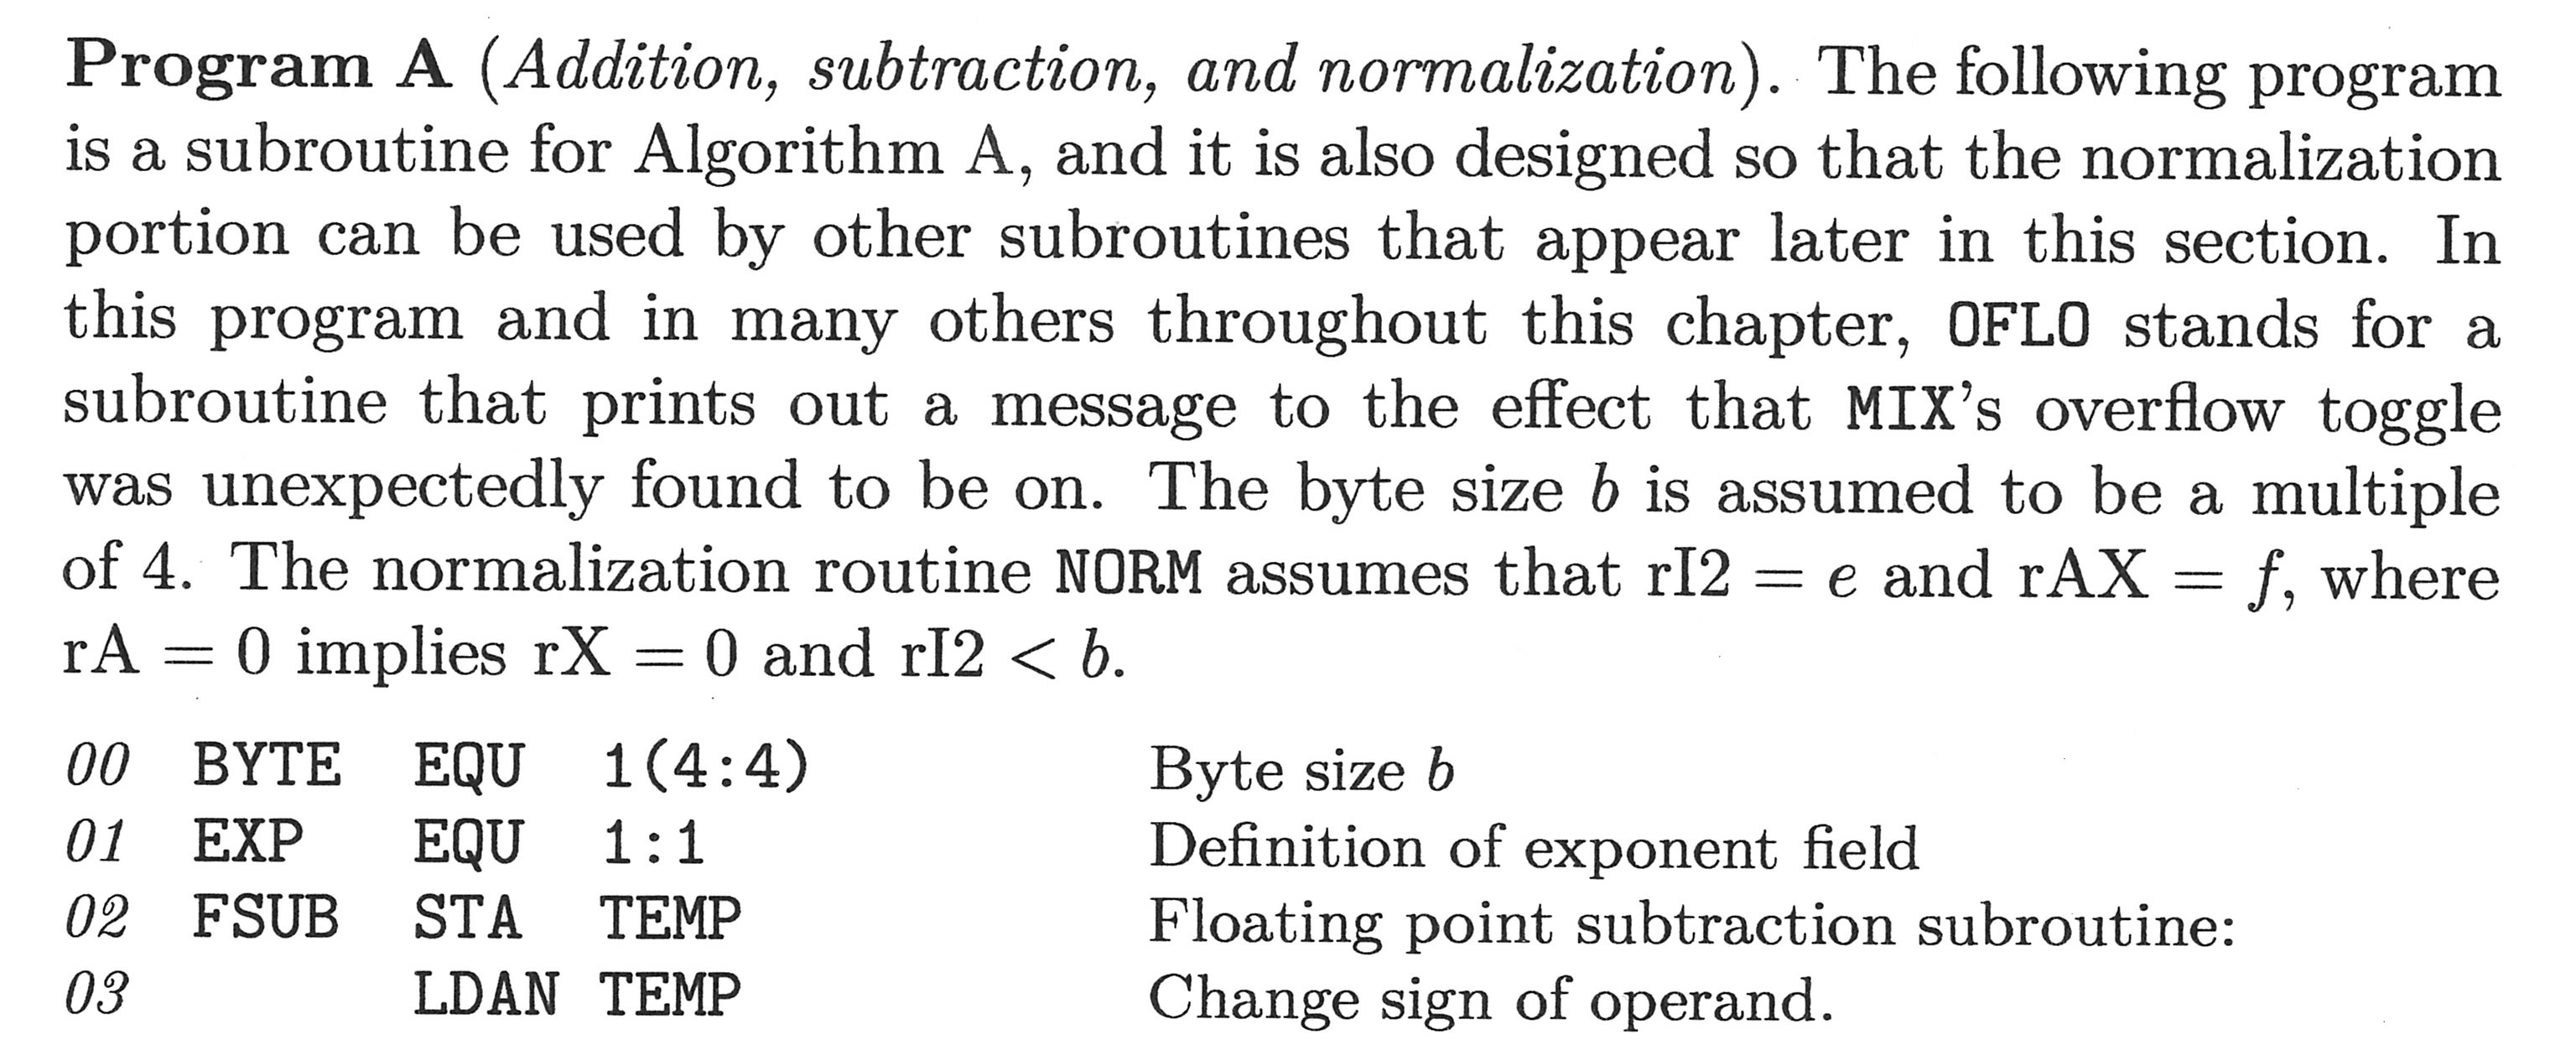 Program A (Addition, subtraction, and normalization). The following program
is a subroutine for Algorithm A, and it is also designed so that the normalization
portion can be used by other subroutines that appear later in this section. In
this program and in many others throughout this chapter, OFLO stands for a
subroutine that prints out a message to the effect that MIX's overflow toggle
was unexpectedly found to be on. The byte size b is assumed to be a multiple
of 4. The normalization routine NORM assumes that rI2 = e and rAX = f, where
rA = 0 implies rX = 0 and rI2 < b.
00 BYTE EQU 1(4:4) Byte size b
01 EXP EQU 1:1 Definition of exponent field
02 FSUB STA TEMP Floating point subtraction subroutine:
03 LDAN TEMP Change sign of operand.